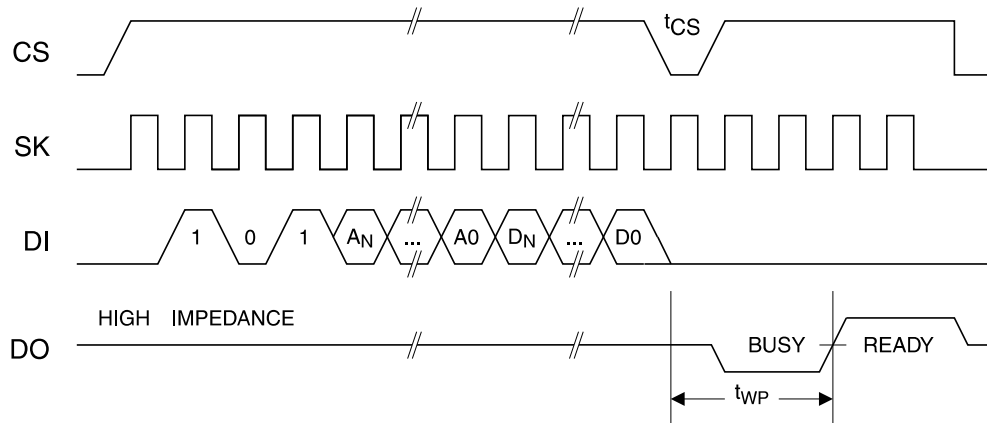 CS
tCS
SK
DI
1 0 1 AN ... A0 DN ... D0
HIGH IMPEDANCE
DO
BUSY READY
tWP